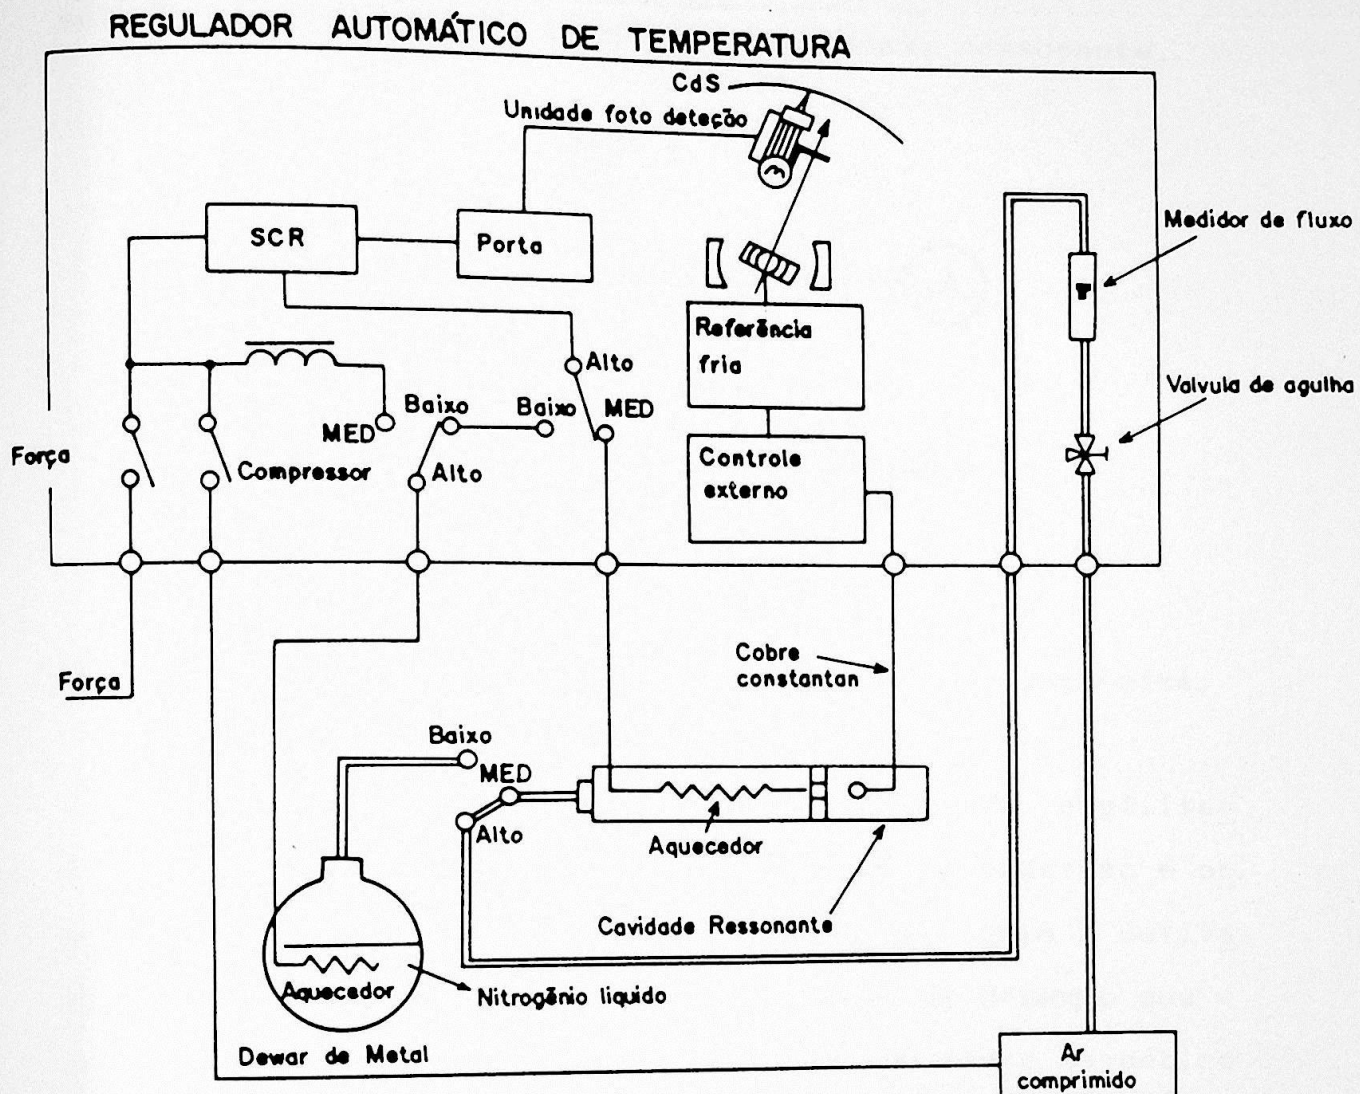 REGULADOR AUTOMÁTICO DE TEMPERATURA
CdS
Unidade foto deteção
SCR
Porta
Medidor de fluxo
Referência
fria
Alto
Valvula de agulha
Baixo
Baixo
MED
MED
Força
Compressor
Alto
Controle
externo
Cobre
constantan
Força
Baixo
MED
Alto
Aquecedor
Cavidade Ressonante
Aquecedor
Nitrogênio liquido
Dewar de Metal
Ar
comprimido